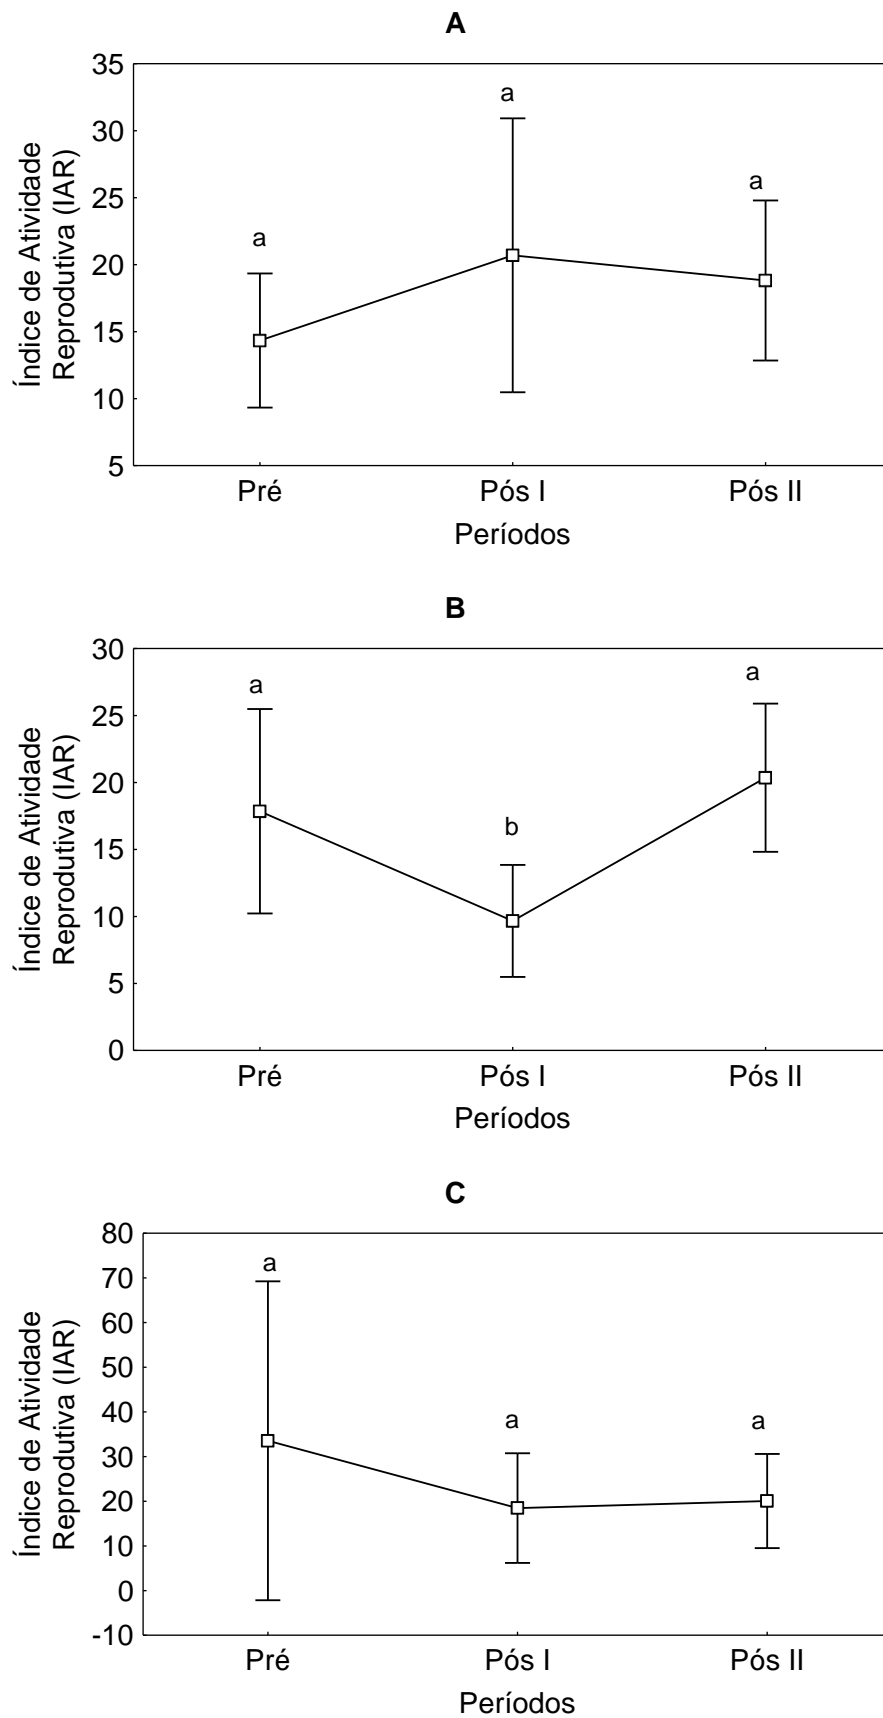 A
Índice de Atividade
Reprodutiva (IAR)
35
30
25
20
15
10
5
a
a
a
Pré
Pós I
Pós II
Períodos
B
Índice de Atividade
Reprodutiva (IAR)
30
25
20
15
10
5
0
a
b
a
Pré
Pós I
Pós II
Períodos
C
Índice de Atividade
Reprodutiva (IAR)
80
70
60
50
40
30
20
10
0
-10
a
a
a
Pré
Pós I
Pós II
Períodos